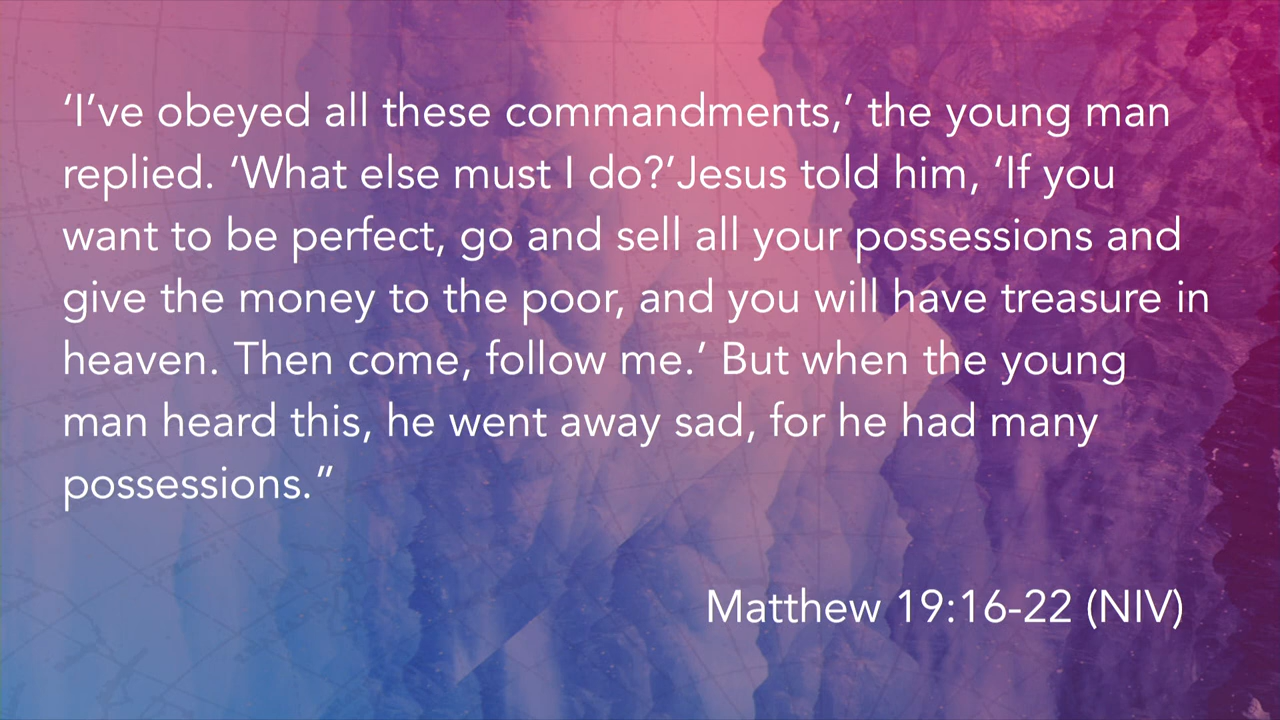 ‘I’ve obeyed all these commandments,’ the young man
replied. ‘What else must I do?’Jesus told him, ‘If you
want to be perfect, go and sell all your possessions and
give the money to the poor, and you will have treasure in
heaven. Then come, follow me.’ But when the young
man heard this, he went away sad, for he had many
possessions.”
Matthew 19:16-22 (NIV)